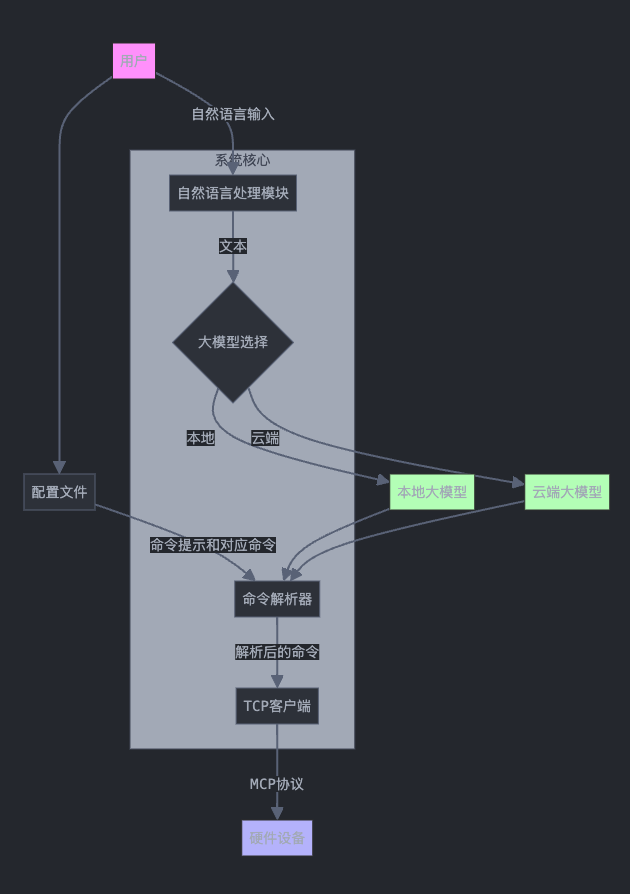 用户
自然语言输入
系统核心
自然语言处理模块
文本
大模型选择
本地
云端
配置文件
本地大模型
云端大模型
命令提示和对应命令
命令解析器
解析后的命令
TCP客户端
MCP协议
硬件设备